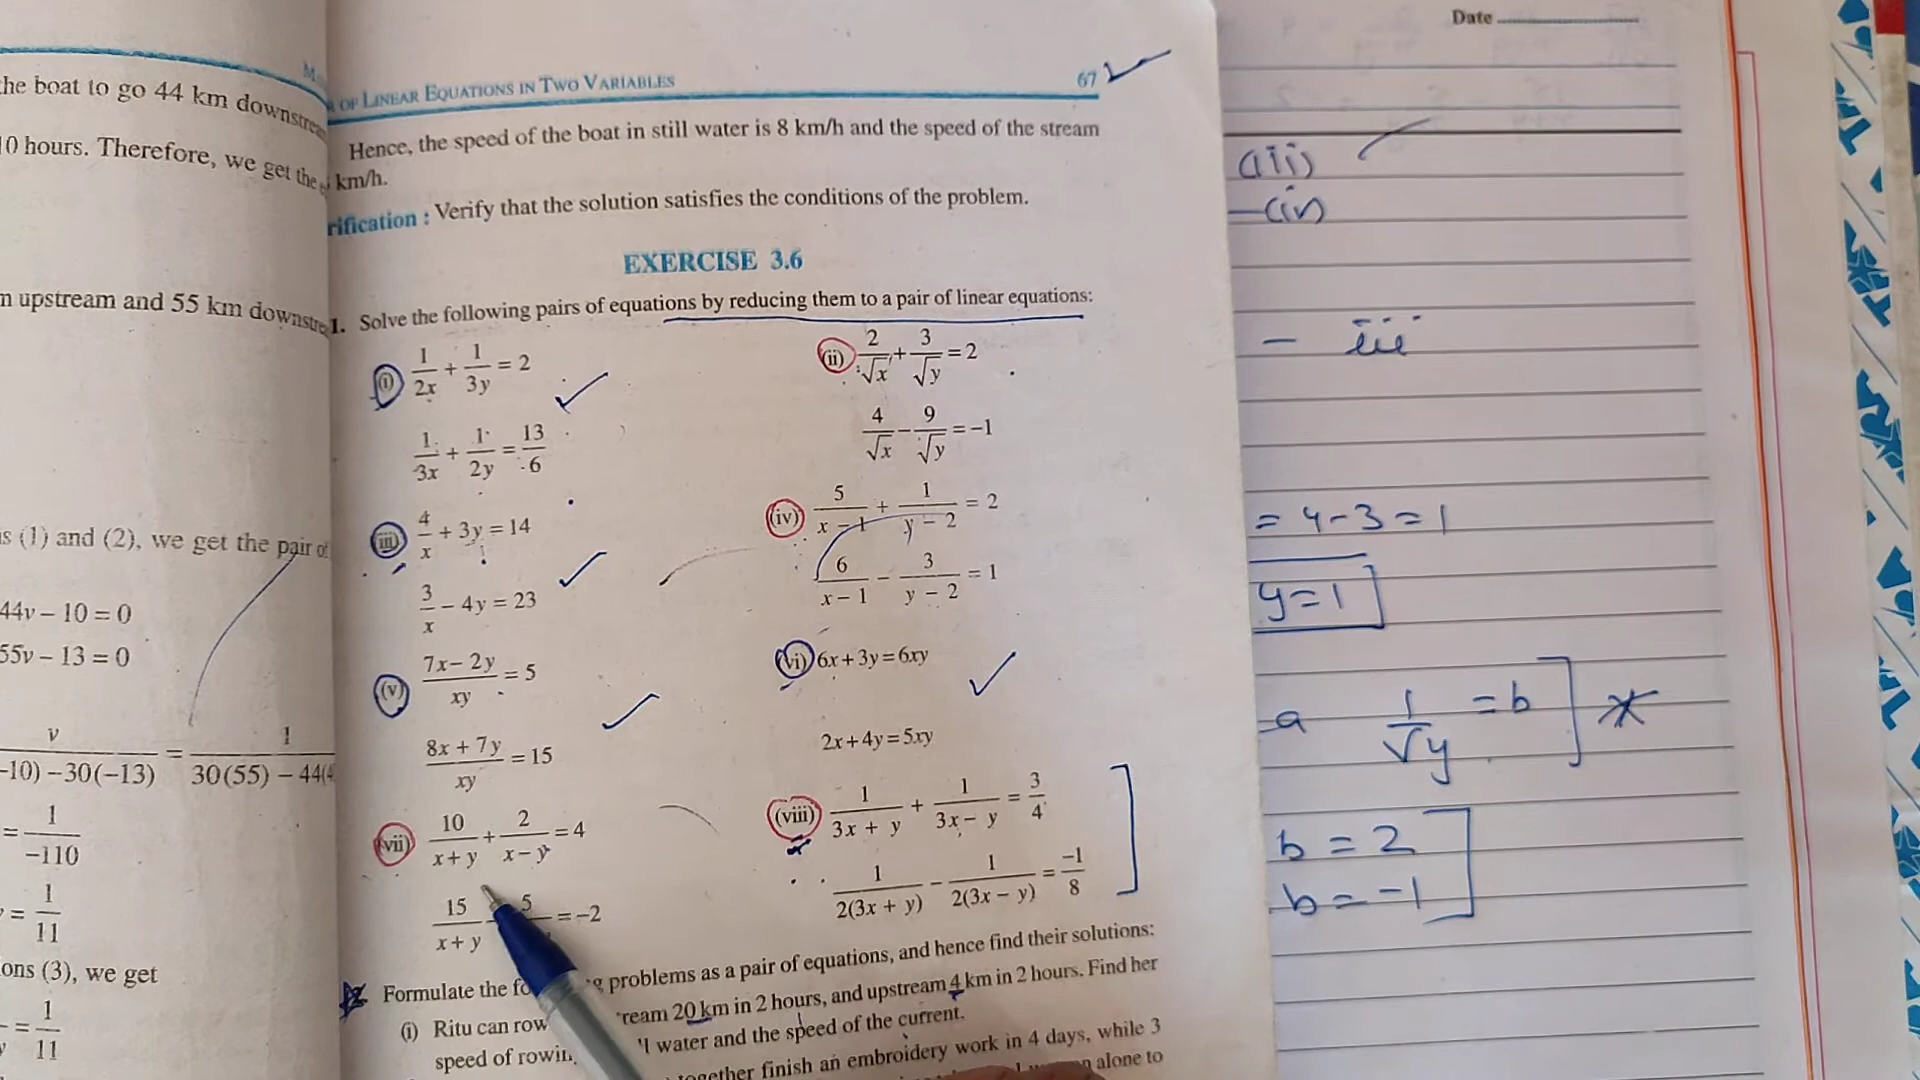 he boat to go 44 km downstream
0 hours. Therefore, we get the
n upstream and 55 km downstre
s (1) and (2), we get the pair of
44v – 10 = 0
55v – 13 = 0
v / -10) – 30(–13) = 1 / 30(55) – 44(
= 1/-110
= 1/11
ons (3), we get
= 1/11
OF LINEAR EQUATIONS IN TWO VARIABLES 67
Hence, the speed of the boat in still water is 8 km/h and the speed of the stream
km/h.
rification : Verify that the solution satisfies the conditions of the problem.
EXERCISE 3.6
1. Solve the following pairs of equations by reducing them to a pair of linear equations:
(i) 1/2x + 1/3y = 2
1/3x + 1/2y = 13/6
(ii) 2/√x + 3/√y = 2
4/√x – 9/√y = –1
(iii) 4/x + 3y = 14
3/x – 4y = 23
(iv) 5/x – 1 + 1/y – 2 = 2
6/x – 1 – 3/y – 2 = 1
(v) 7x – 2y/xy = 5
8x + 7y/xy = 15
(vi) 6x + 3y = 6xy
2x + 4y = 5xy
(vii) 10/x + y + 2/x – y = 4
15/x + y 5 = –2
(viii) 1/3x + y + 1/3x – y = 3/4
1/2(3x + y) – 1/2(3x – y) = –1/8
Formulate the fo g problems as a pair of equations, and hence find their solutions:
(i) Ritu can row ream 20 km in 2 hours, and upstream 4 km in 2 hours. Find her
speed of rowin l water and the speed of the current.
together finish an embroidery work in 4 days, while 3
alone to
Date
(iii)
–(iv)
– iii
= 4 – 3 = 1
y = 1
=a 1/√y = b
b = 2
b = –1